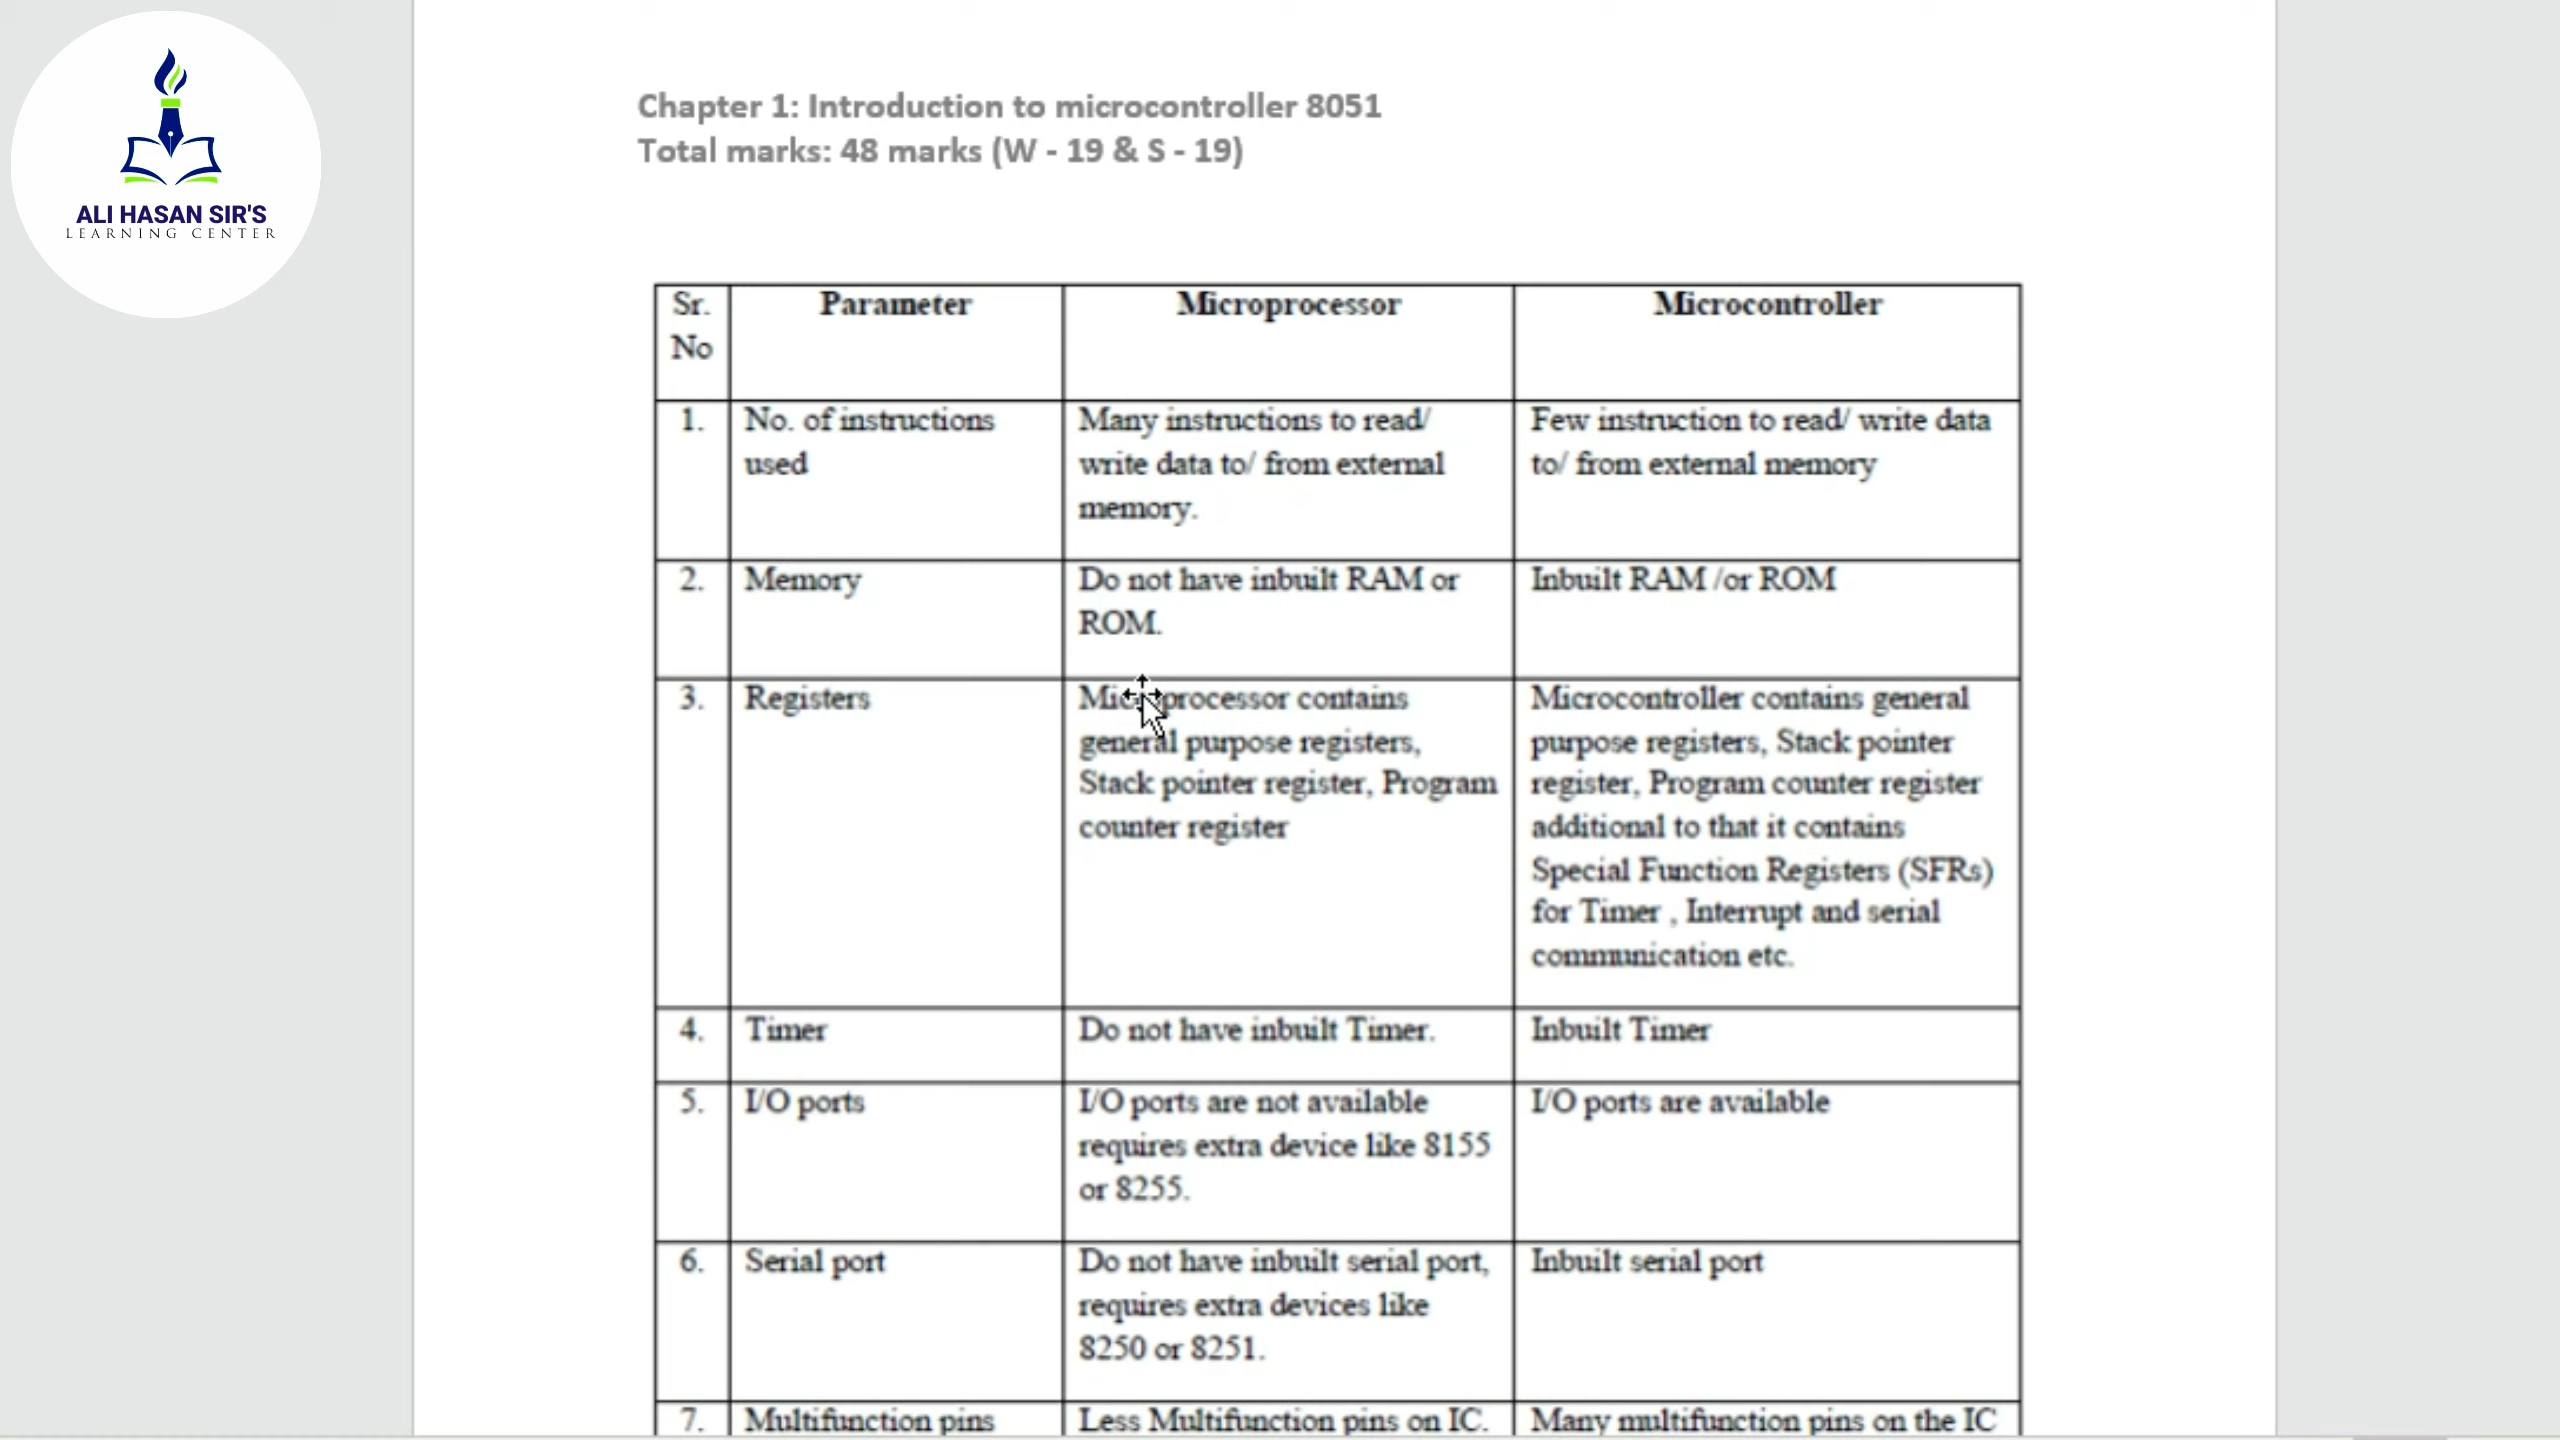 ALI HASAN SIR'S
LEARNING CENTER
Chapter 1: Introduction to microcontroller 8051
Total marks: 48 marks (W - 19 & S - 19)
Sr.
No
Parameter
Microprocessor
Microcontroller
1.
No. of instructions
used
Many instructions to read/
write data to/ from external
memory.
Few instruction to read/ write data
to/ from external memory
2.
Memory
Do not have inbuilt RAM or
ROM.
Inbuilt RAM /or ROM
3.
Registers
Microprocessor contains
general purpose registers,
Stack pointer register, Program
counter register
Microcontroller contains general
purpose registers, Stack pointer
register, Program counter register
additional to that it contains
Special Function Registers (SFRs)
for Timer , Interrupt and serial
communication etc.
4.
Timer
Do not have inbuilt Timer.
Inbuilt Timer
5.
I/O ports
I/O ports are not available
requires extra device like 8155
or 8255.
I/O ports are available
6.
Serial port
Do not have inbuilt serial port,
requires extra devices like
8250 or 8251.
Inbuilt serial port
7.
Multifunction pins
Less Multifunction pins on IC.
Many multifunction pins on the IC